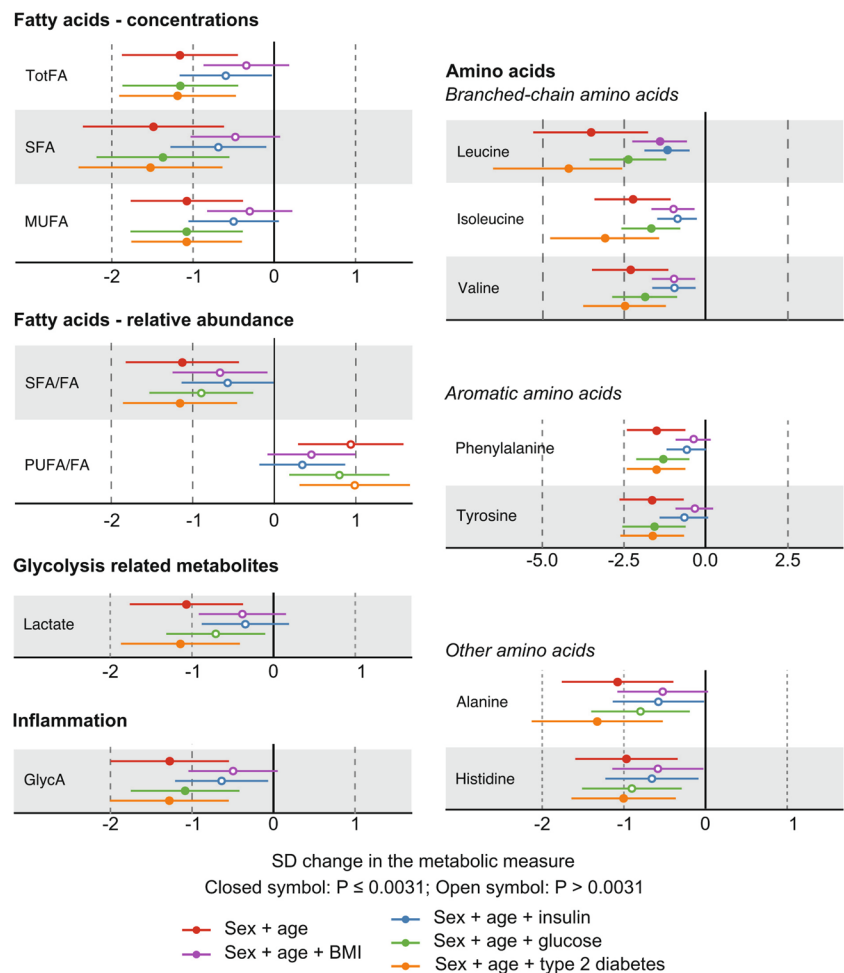 Fatty acids - concentrations
TotFA
SFA
MUFA
-2 -1 0 1
Fatty acids - relative abundance
SFA/FA
PUFA/FA
-2 -1 0 1
Glycolysis related metabolites
Lactate
-2 -1 0 1
Inflammation
GlycA
-2 -1 0 1
Amino acids
Branched-chain amino acids
Leucine
Isoleucine
Valine
Aromatic amino acids
Phenylalanine
Tyrosine
-5.0 -2.5 0.0 2.5
Other amino acids
Alanine
Histidine
-2 -1 0 1
SD change in the metabolic measure
Closed symbol: P ≤ 0.0031; Open symbol: P > 0.0031
Sex + age
Sex + age + BMI
Sex + age + insulin
Sex + age + glucose
Sex + age + type 2 diabetes